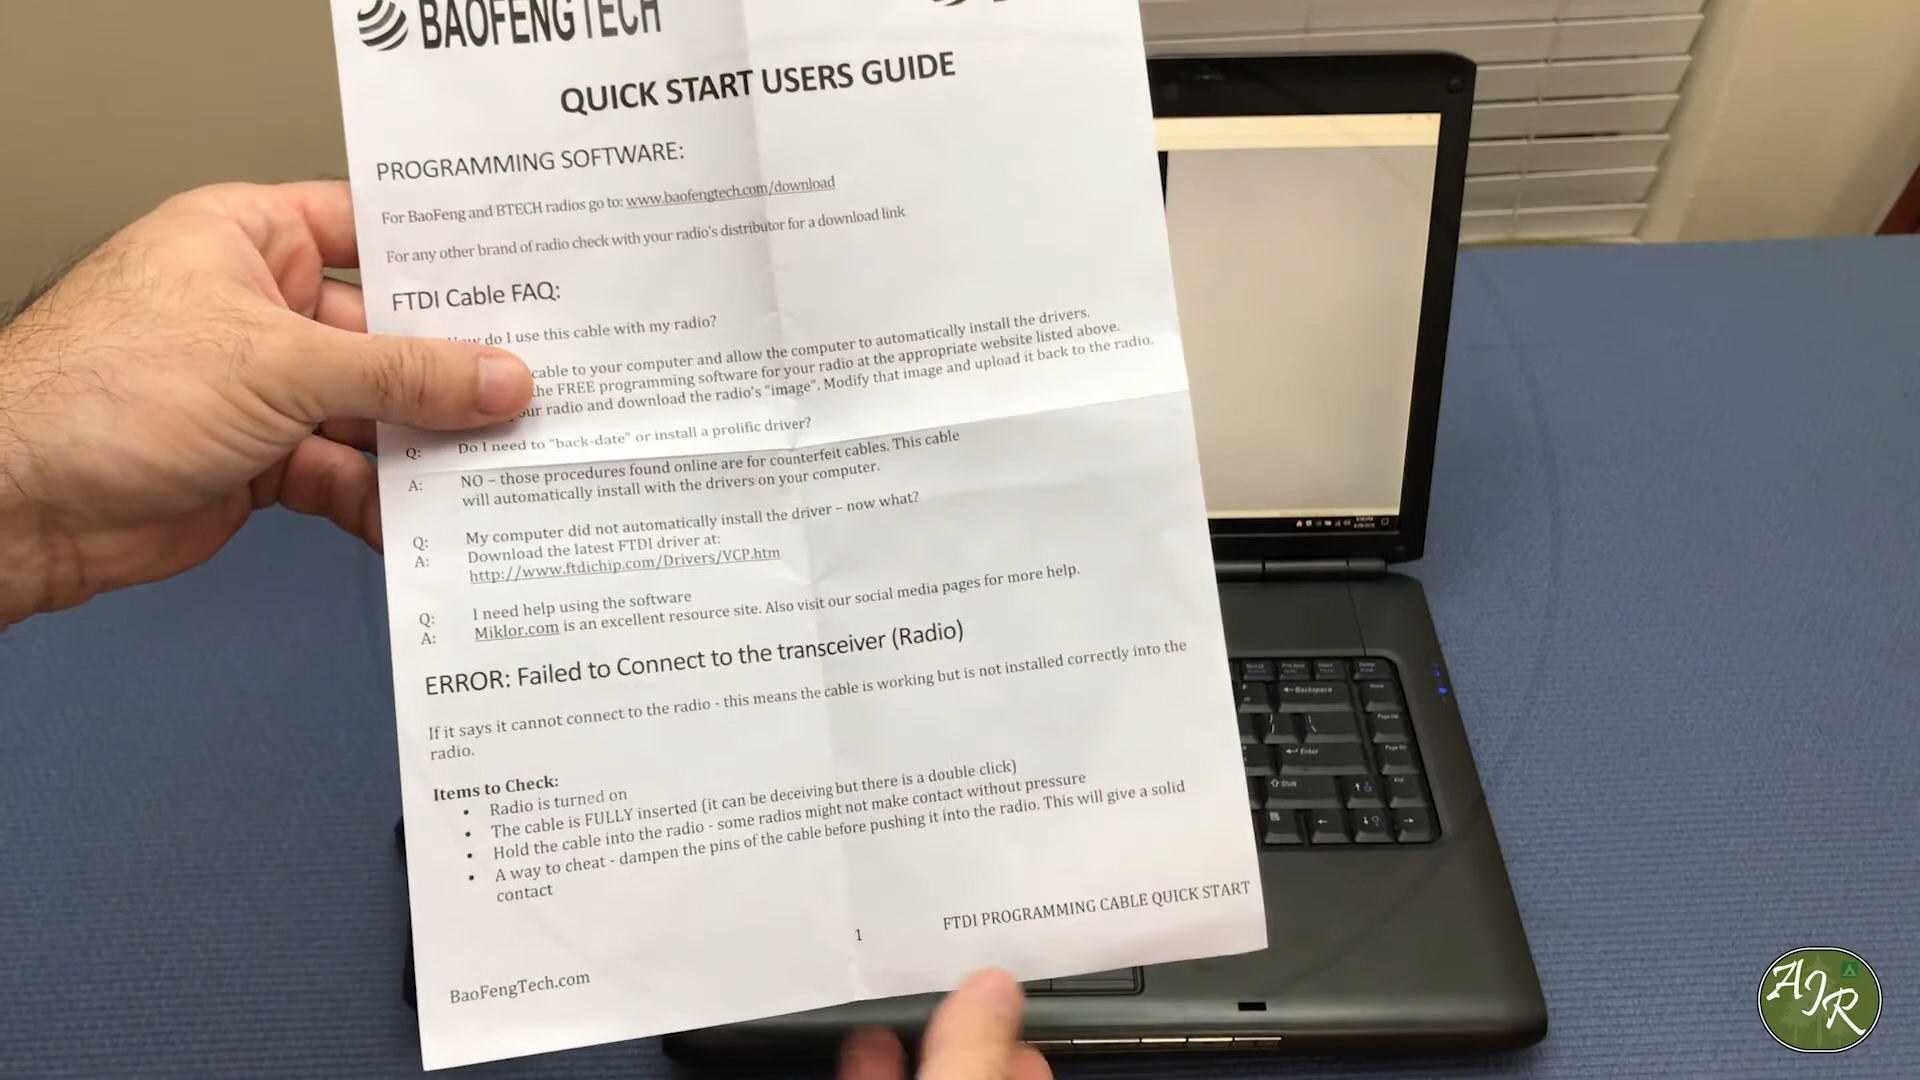 BAOFENGTECH
QUICK START USERS GUIDE
PROGRAMMING SOFTWARE:
For BaoFeng and BTECH radios go to: www.baofengtech.com/download
For any other brand of radio check with your radio's distributor for a download link
FTDI Cable FAQ:
do I use this cable with my radio?
cable to your computer and allow the computer to automatically install the drivers.
the FREE programming software for your radio at the appropriate website listed above.
radio and download the radio's "image". Modify that image and upload it back to the radio.
Q: Do I need to "back-date" or install a prolific driver?
A: NO – those procedures found online are for counterfeit cables. This cable
will automatically install with the drivers on your computer.
Q: My computer did not automatically install the driver – now what?
A: Download the latest FTDI driver at:
http://www.ftdichip.com/Drivers/VCP.htm
Q: I need help using the software
A: Miklor.com is an excellent resource site. Also visit our social media pages for more help.
ERROR: Failed to Connect to the transceiver (Radio)
If it says it cannot connect to the radio - this means the cable is working but is not installed correctly into the
radio.
Items to Check:
• Radio is turned on
• The cable is FULLY inserted (it can be deceiving but there is a double click)
• Hold the cable into the radio - some radios might not make contact without pressure
• A way to cheat - dampen the pins of the cable before pushing it into the radio. This will give a solid
contact
1
FTDI PROGRAMMING CABLE QUICK START
BaoFengTech.com
Backspace
Enter
Shift
AJR